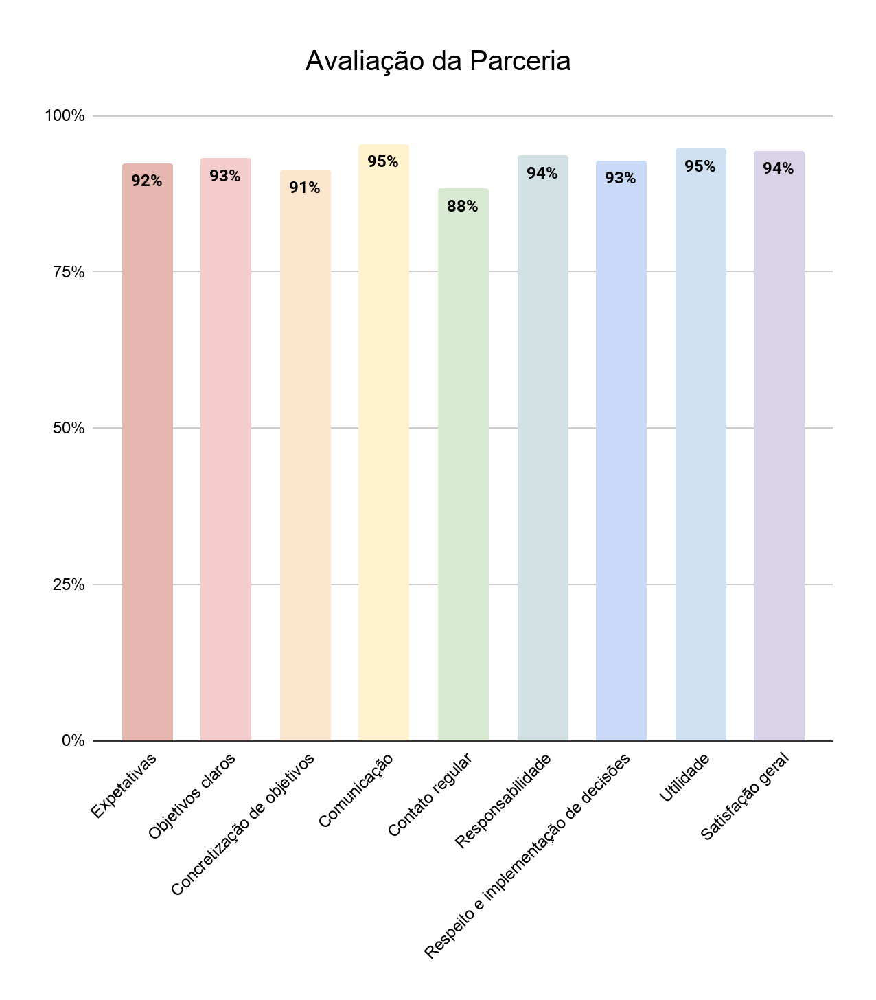 Avaliação da Parceria
100%
75%
50%
25%
0%
92%
93%
91%
95%
88%
94%
93%
95%
94%
Expetativas
Objetivos claros
Concretização de objetivos
Comunicação
Contato regular
Responsabilidade
Respeito e implementação de decisões
Utilidade
Satisfação geral